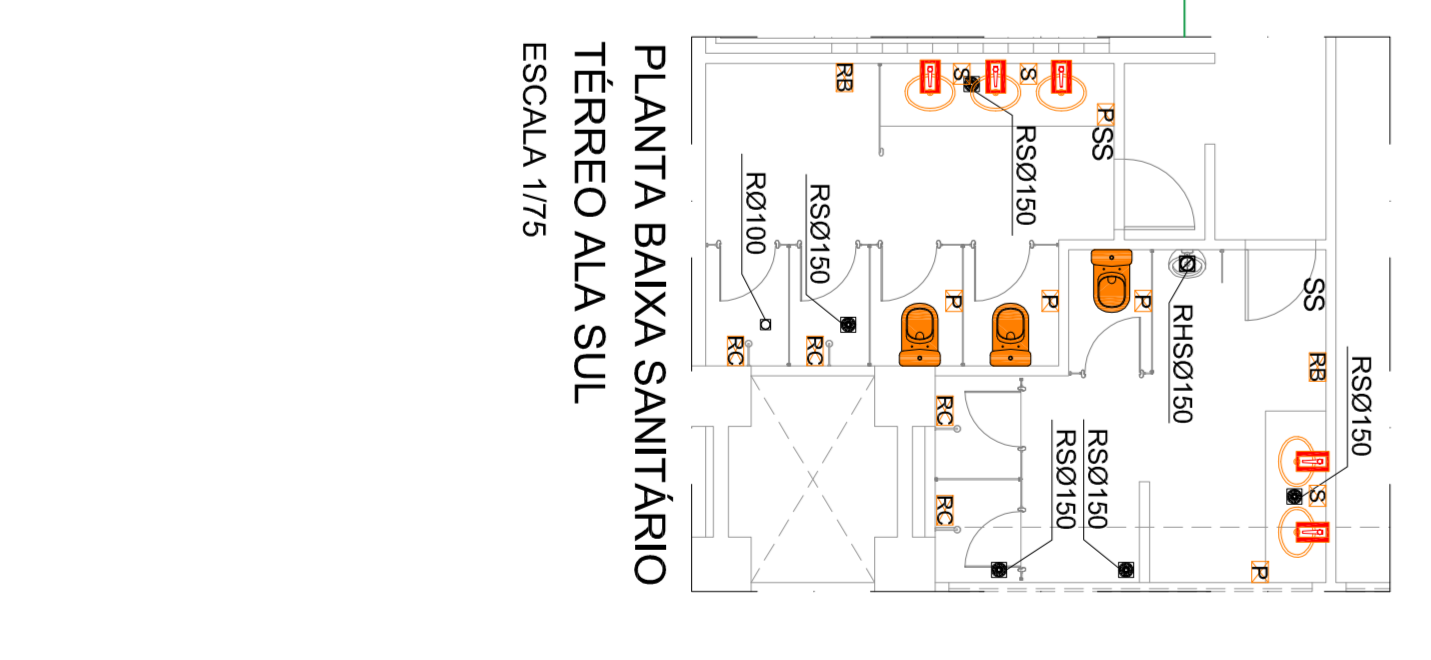 PLANTA BAIXA SANITÁRIO
TÉRREO ALA SUL
ESCALA 1/75
RSØ150
RB
SS
S
P
RHSØ150
P
RSØ150
RSØ150
P
SS
S
S
RSØ150
P
P
RC
RC
RB
RSØ150
RØ100
RC
RC